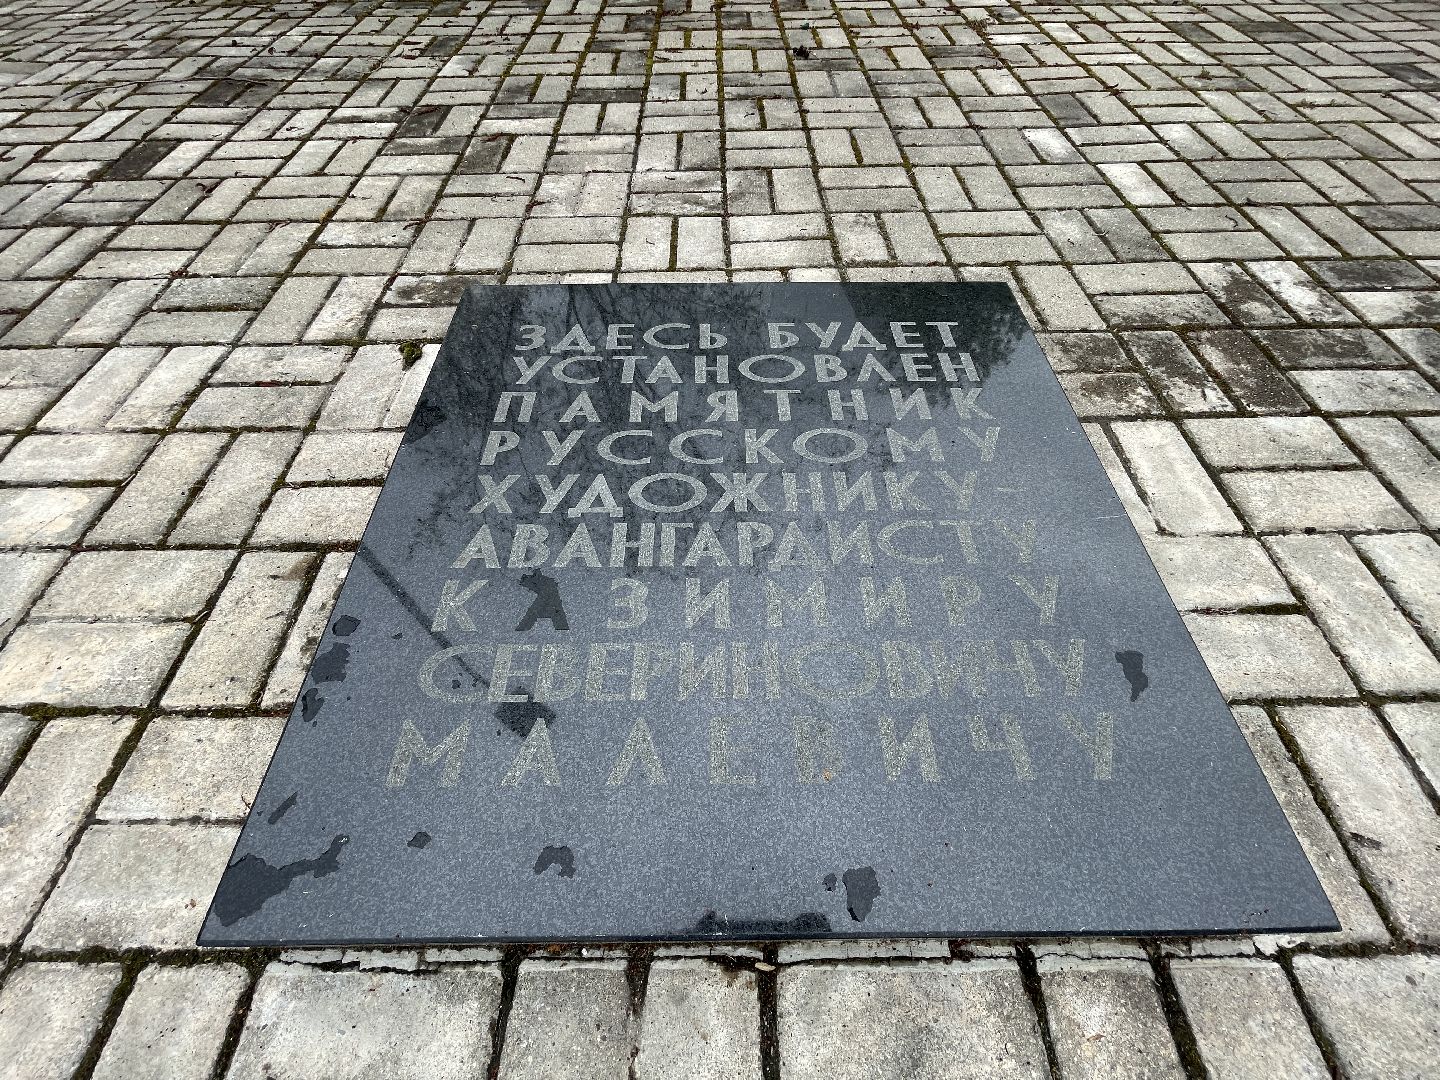 ЗДЕСЬ БУДЕТ
УСТАНОВЛЕН
ПАМЯТНИК
РУССКОМУ
ХУДОЖНИКУ-
АВАНГАРДИСТУ
КАЗИМИРУ
СЕВЕРИНОВИЧУ
МАЛЕВИЧУ